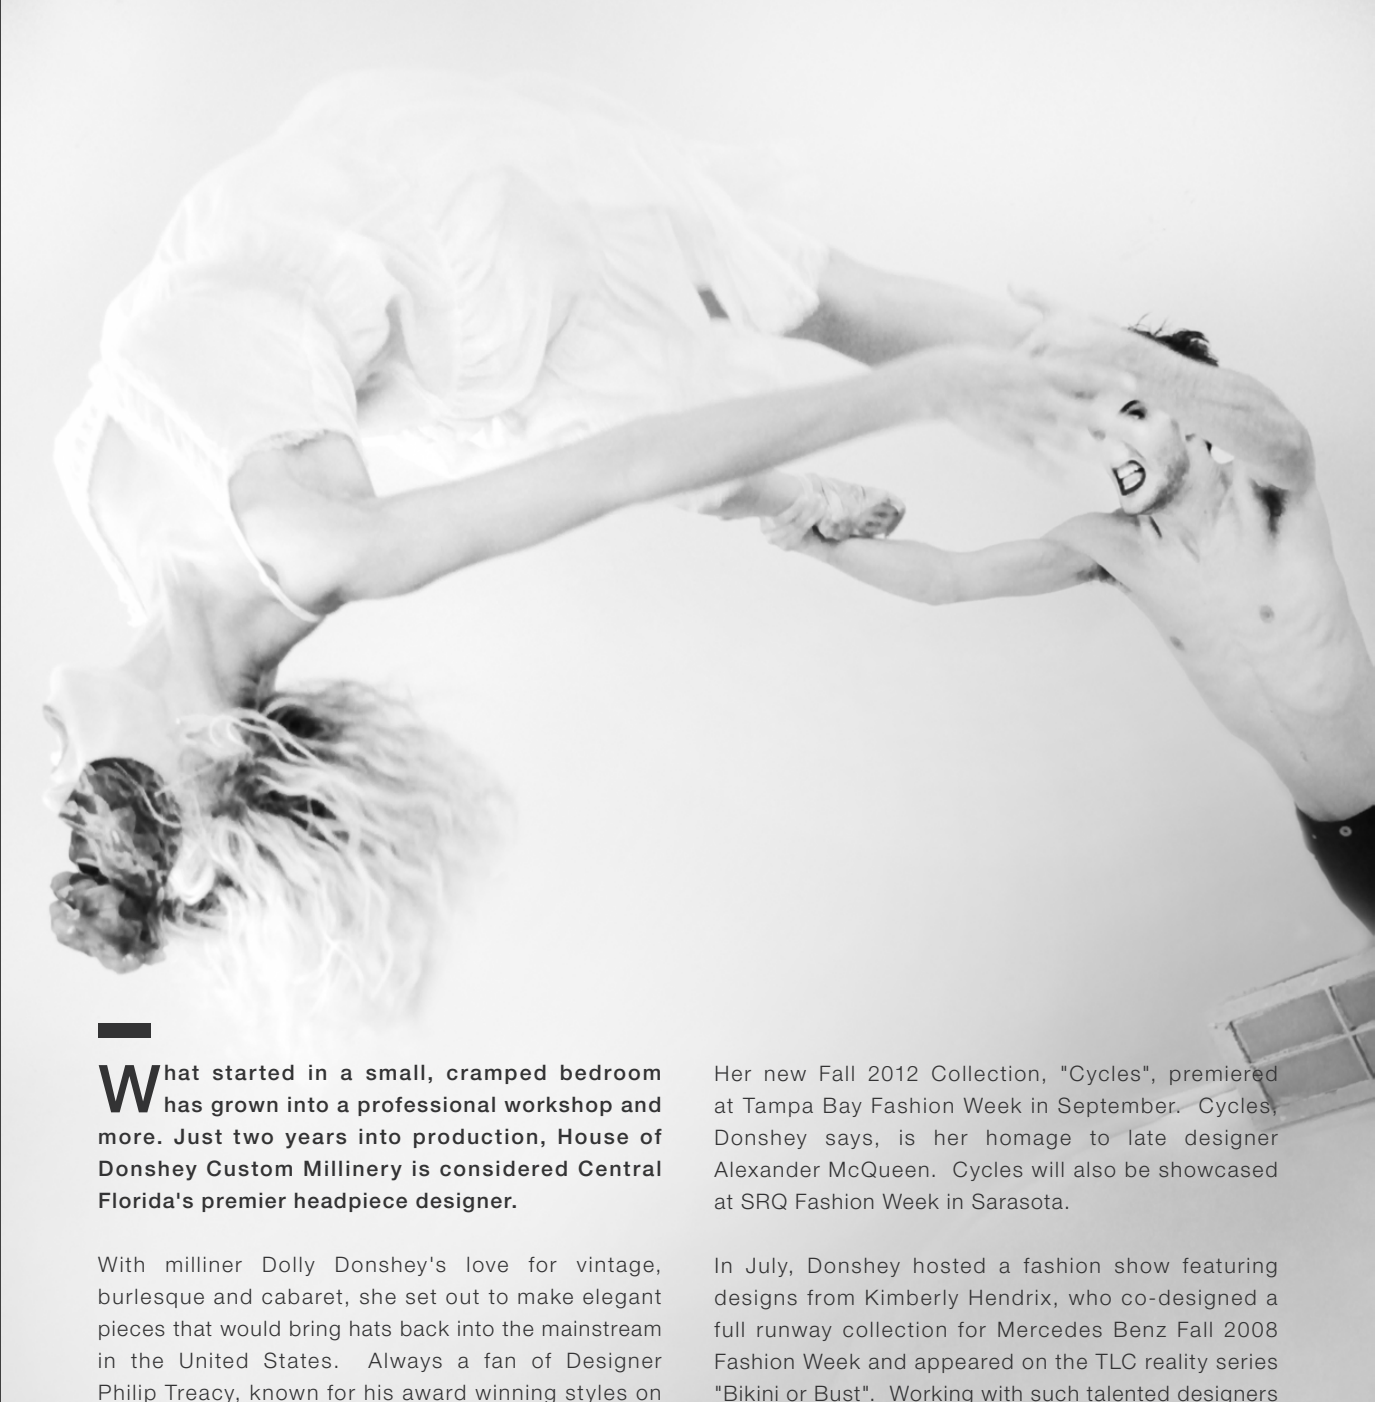 What started in a small, cramped bedroom
has grown into a professional workshop and
more. Just two years into production, House of
Donshey Custom Millinery is considered Central
Florida's premier headpiece designer.
With milliner Dolly Donshey's love for vintage,
burlesque and cabaret, she set out to make elegant
pieces that would bring hats back into the mainstream
in the United States. Always a fan of Designer
Philip Treacy, known for his award winning styles on
Her new Fall 2012 Collection, "Cycles", premiered
at Tampa Bay Fashion Week in September. Cycles,
Donshey says, is her homage to late designer
Alexander McQueen. Cycles will also be showcased
at SRQ Fashion Week in Sarasota.
In July, Donshey hosted a fashion show featuring
designs from Kimberly Hendrix, who co-designed a
full runway collection for Mercedes Benz Fall 2008
Fashion Week and appeared on the TLC reality series
"Bikini or Bust". Working with such talented designers